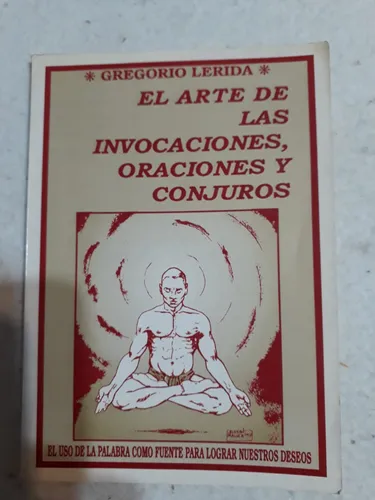 * GREGORIO LERIDA *
EL ARTE DE
LAS
INVOCACIONES,
ORACIONES Y
CONJUROS
EL USO DE LA PALABRA COMO FUENTE PARA LOGRAR NUESTROS DESEOS